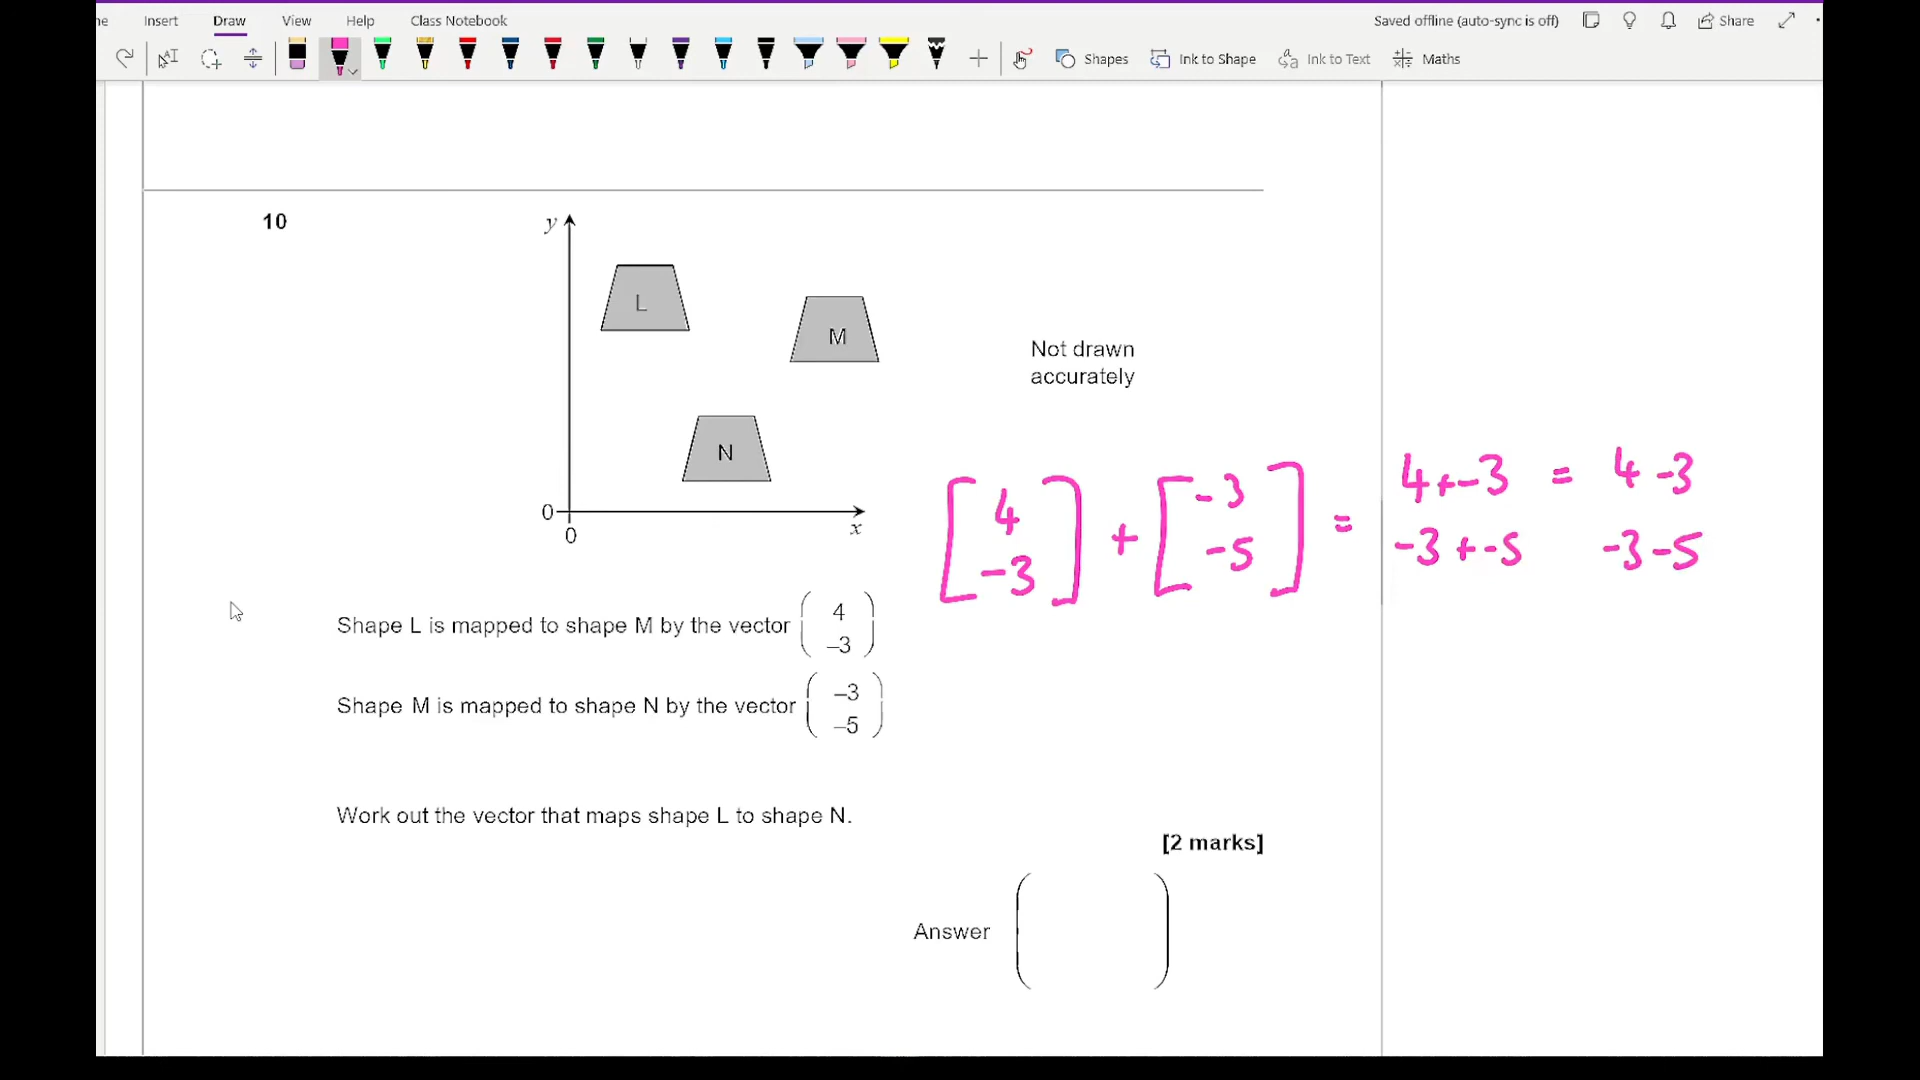 Insert Draw View Help Class Notebook Saved offline (auto-sync is off) Share
Shapes Ink to Shape Ink to Text Maths
10
y
L
M
Not drawn
accurately
N
0
0
x
[4 -3] + [-3 -5] = 4+-3 = 4-3
-3+-5 -3-5
Shape L is mapped to shape M by the vector (4 –3)
Shape M is mapped to shape N by the vector (–3 –5)
Work out the vector that maps shape L to shape N.
[2 marks]
Answer